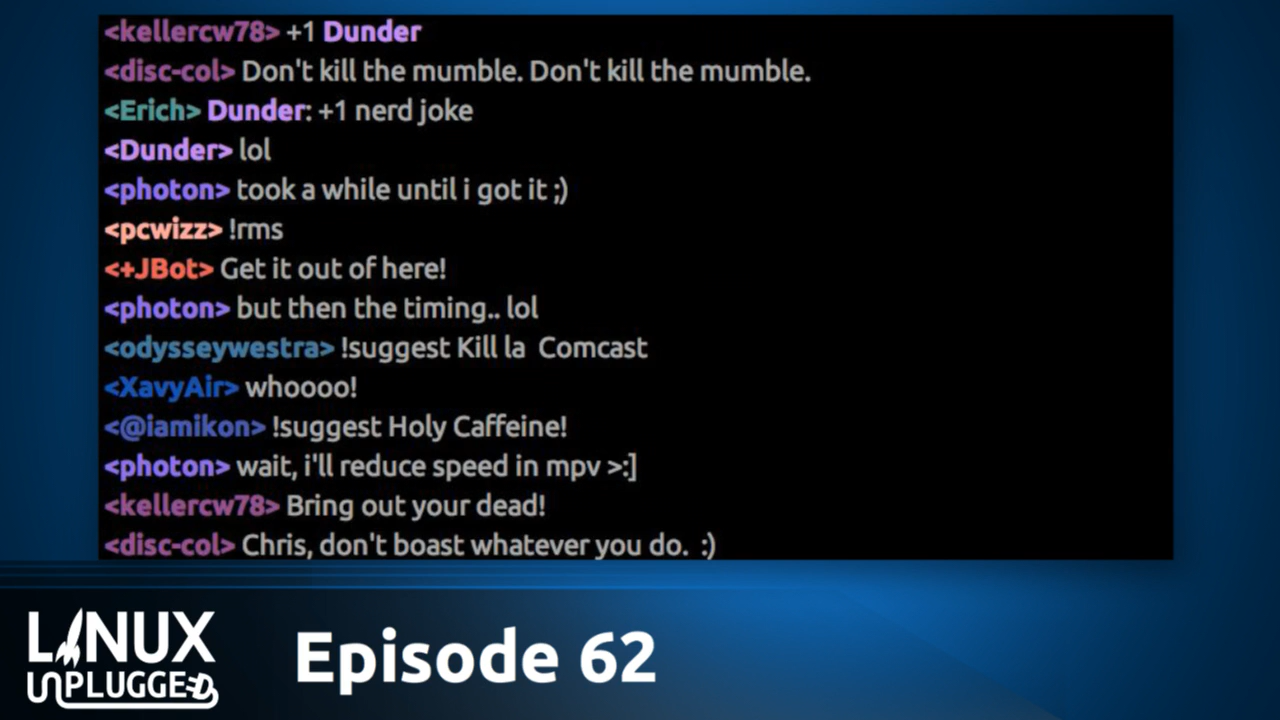 <kellercw78> +1 Dunder
<disc-col> Don't kill the mumble. Don't kill the mumble.
<Erich> Dunder: +1 nerd joke
<Dunder> lol
<photon> took a while until i got it ;)
<pcwizz> !rms
<+JBot> Get it out of here!
<photon> but then the timing.. lol
<odysseywestra> !suggest Kill la  Comcast
<XavyAir> whoooo!
<@iamikon> !suggest Holy Caffeine!
<photon> wait, i'll reduce speed in mpv >:]
<kellercw78> Bring out your dead!
<disc-col> Chris, don't boast whatever you do.  :)
LINUX
UNPLUGGED
Episode 62